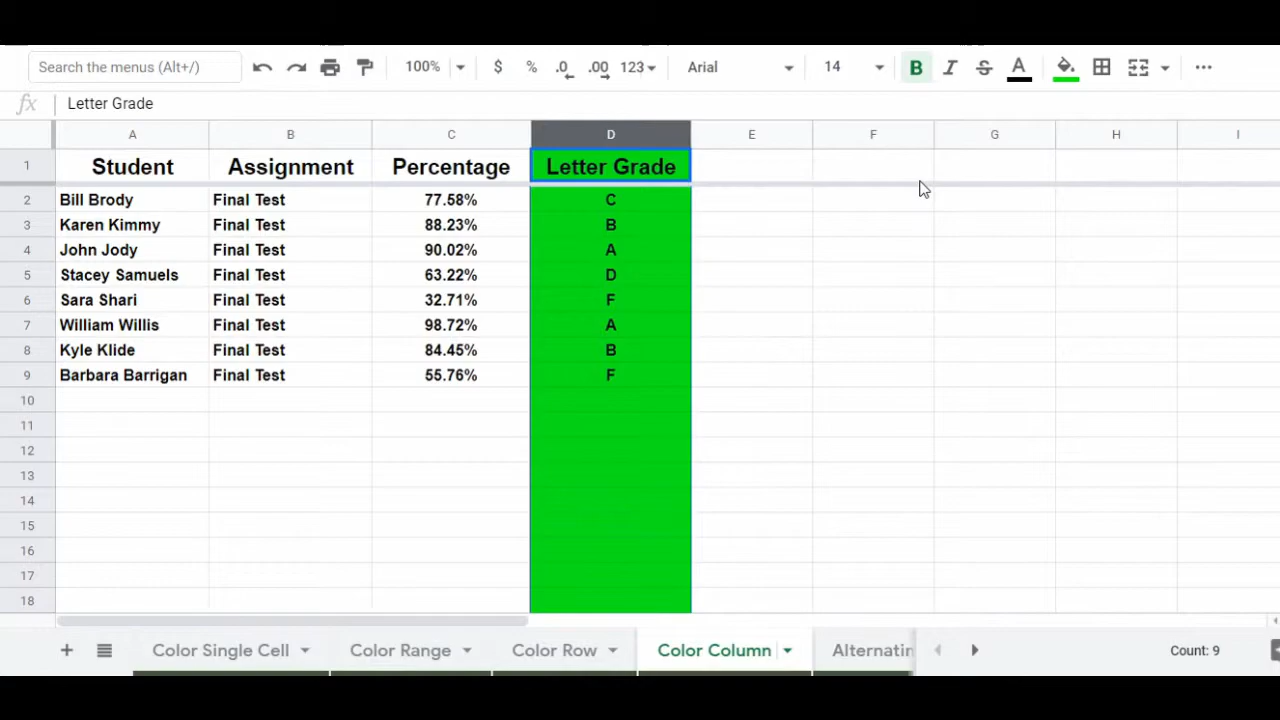 Search the menus (Alt+/) 100% $ % .0 .00 123 Arial 14 B I S A
fx Letter Grade
A B C D E F G H I
1 Student Assignment Percentage Letter Grade
2 Bill Brody Final Test 77.58% C
3 Karen Kimmy Final Test 88.23% B
4 John Jody Final Test 90.02% A
5 Stacey Samuels Final Test 63.22% D
6 Sara Shari Final Test 32.71% F
7 William Willis Final Test 98.72% A
8 Kyle Klide Final Test 84.45% B
9 Barbara Barrigan Final Test 55.76% F
10
11
12
13
14
15
16
17
18
Color Single Cell Color Range Color Row Color Column Alternatin Count: 9